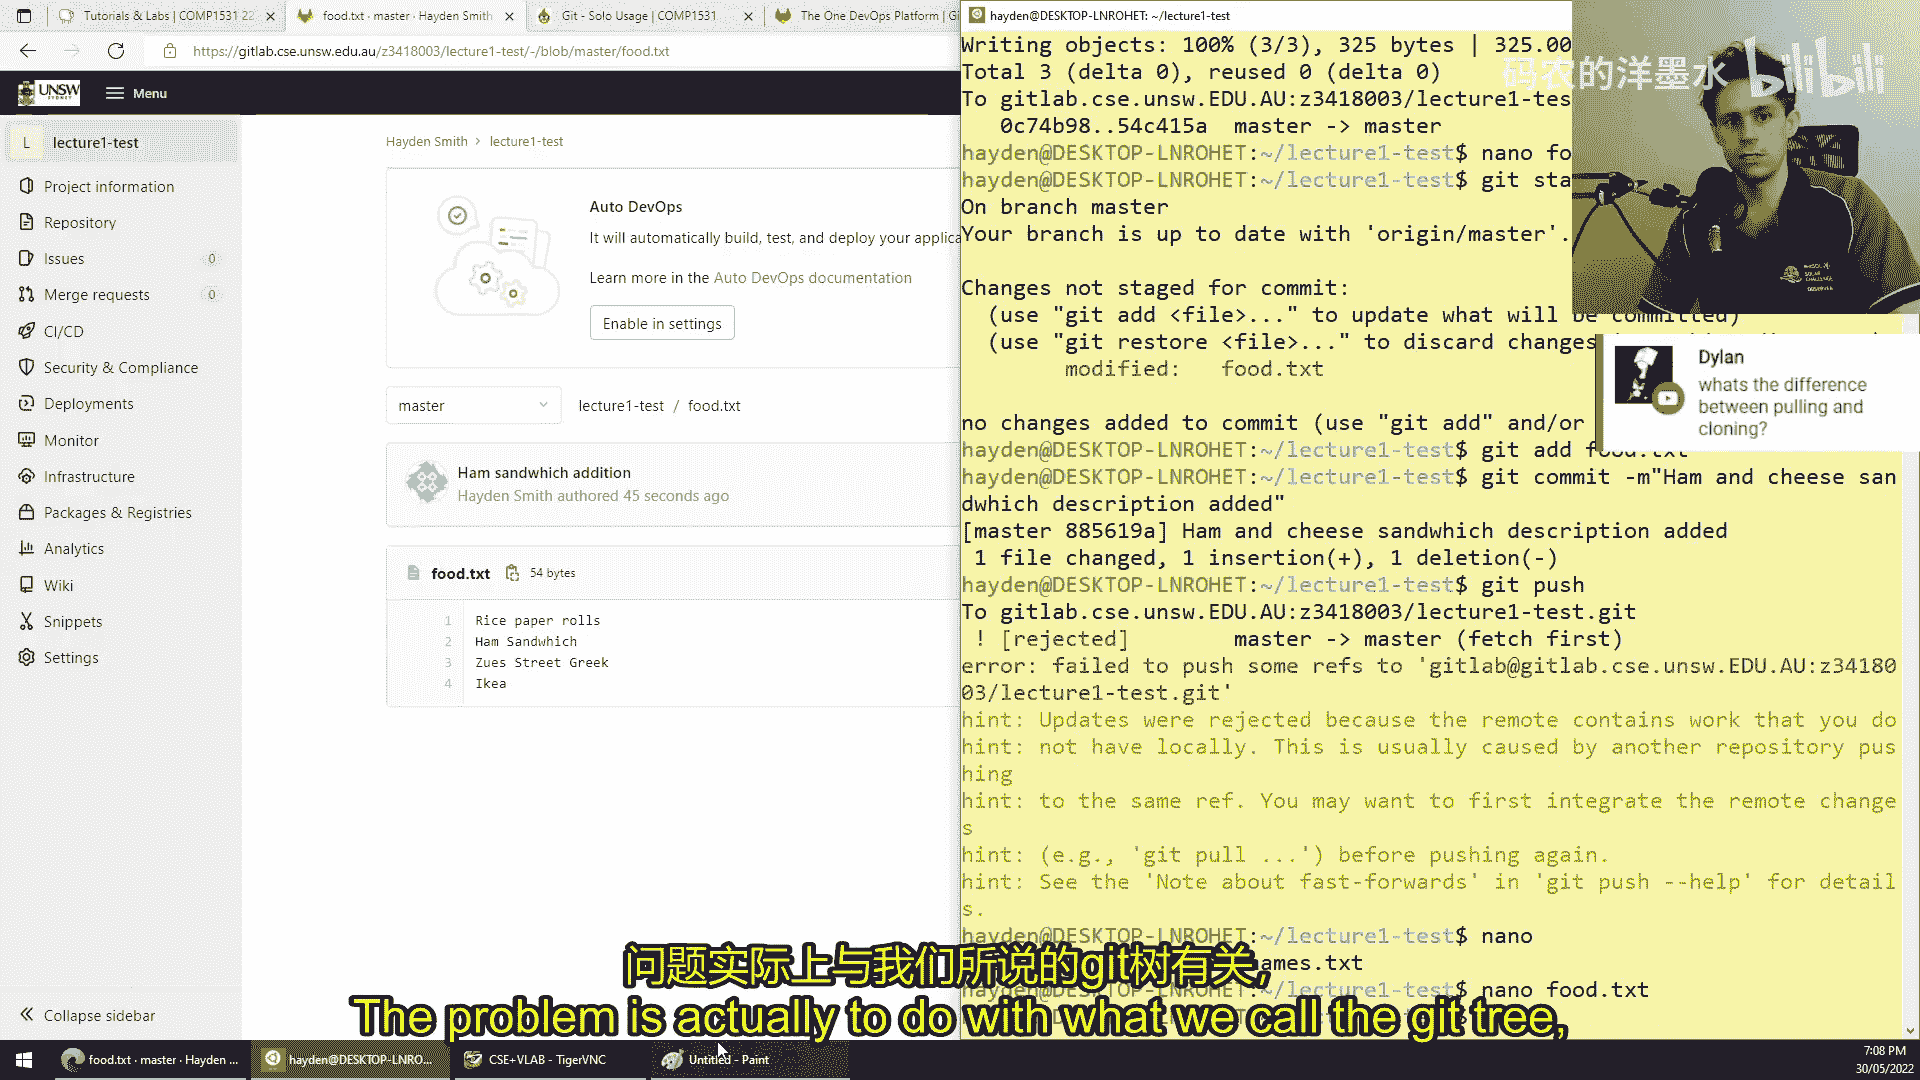 Tutorials & Labs | COMP1531 22
food.txt · master · Hayden Smith
Git - Solo Usage | COMP1531
The One DevOps Platform | Gi
https://gitlab.cse.unsw.edu.au/z3418003/lecture1-test/-/blob/master/food.txt
UNSW
SYDNEY
Menu
L
lecture1-test
Project information
Repository
Issues 0
Merge requests 0
CI/CD
Security & Compliance
Deployments
Monitor
Infrastructure
Packages & Registries
Analytics
Wiki
Snippets
Settings
Collapse sidebar
Hayden Smith > lecture1-test
Auto DevOps
It will automatically build, test, and deploy your applica
Learn more in the Auto DevOps documentation
Enable in settings
master
lecture1-test / food.txt
Ham sandwhich addition
Hayden Smith authored 45 seconds ago
food.txt 54 bytes
1 Rice paper rolls
2 Ham Sandwhich
3 Zues Street Greek
4 Ikea
hayden@DESKTOP-LNROHET: ~/lecture1-test
Writing objects: 100% (3/3), 325 bytes | 325.00
Total 3 (delta 0), reused 0 (delta 0)
To gitlab.cse.unsw.EDU.AU:z3418003/lecture1-tes
0c74b98..54c415a  master -> master
hayden@DESKTOP-LNROHET:~/lecture1-test$ nano fo
hayden@DESKTOP-LNROHET:~/lecture1-test$ git sta
On branch master
Your branch is up to date with 'origin/master'.
Changes not staged for commit:
(use "git add <file>..." to update what will be committed)
(use "git restore <file>..." to discard changes
modified:   food.txt
no changes added to commit (use "git add" and/or
hayden@DESKTOP-LNROHET:~/lecture1-test$ git add food.txt
hayden@DESKTOP-LNROHET:~/lecture1-test$ git commit -m"Ham and cheese san
dwhich description added"
[master 885619a] Ham and cheese sandwhich description added
1 file changed, 1 insertion(+), 1 deletion(-)
hayden@DESKTOP-LNROHET:~/lecture1-test$ git push
To gitlab.cse.unsw.EDU.AU:z3418003/lecture1-test.git
! [rejected]        master -> master (fetch first)
error: failed to push some refs to 'gitlab@gitlab.cse.unsw.EDU.AU:z34180
03/lecture1-test.git'
hint: Updates were rejected because the remote contains work that you do
hint: not have locally. This is usually caused by another repository pus
hing
hint: to the same ref. You may want to first integrate the remote change
s
hint: (e.g., 'git pull ...') before pushing again.
hint: See the 'Note about fast-forwards' in 'git push --help' for detail
s.
hayden@DESKTOP-LNROHET:~/lecture1-test$ nano
ames.txt
hayden@DESKTOP-LNROHET:~/lecture1-test$ nano food.txt
码农的洋墨水 bilibili
Dylan
whats the difference
between pulling and
cloning?
问题实际上与我们所说的git树有关,
The problem is actually to do with what we call the git tree,
food.txt · master · Hayden ...
hayden@DESKTOP-LNRO...
CSE+VLAB - TigerVNC
Untitled - Paint
7:08 PM
30/05/2022